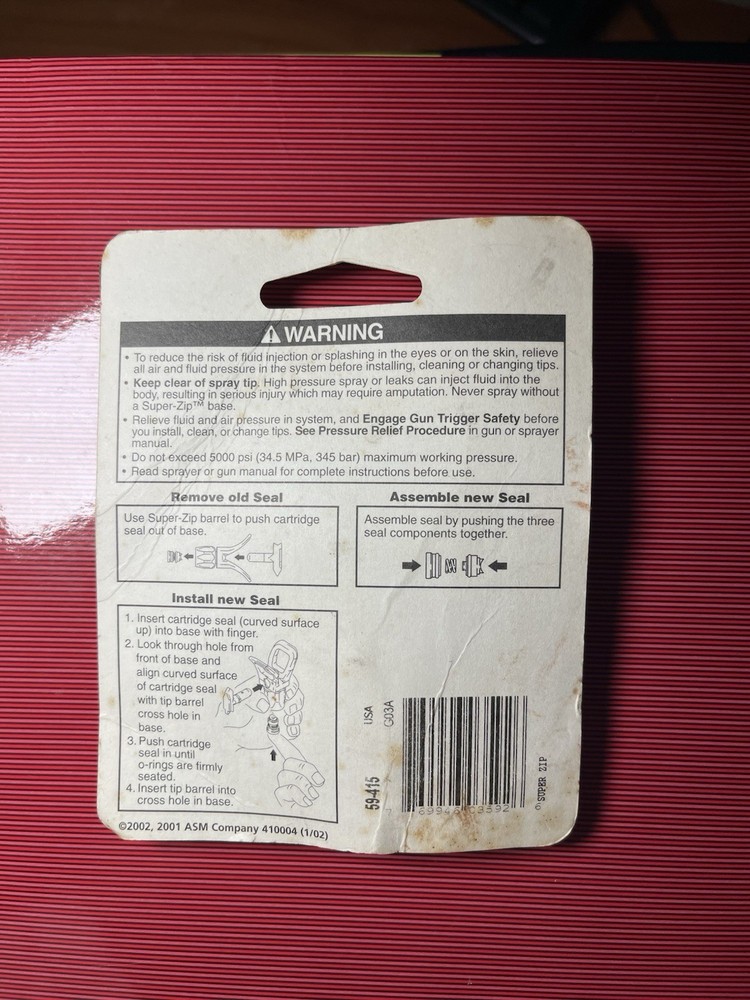 ⚠ WARNING
• To reduce the risk of fluid injection or splashing in the eyes or on the skin, relieve
all air and fluid pressure in the system before installing, cleaning or changing tips.
• Keep clear of spray tip. High pressure spray or leaks can inject fluid into the
body, resulting in serious injury which may require amputation. Never spray without
a Super-Zip™ base.
• Relieve fluid and air pressure in system, and Engage Gun Trigger Safety before
you install, clean, or change tips. See Pressure Relief Procedure in gun or sprayer
manual.
• Do not exceed 5000 psi (34.5 MPa, 345 bar) maximum working pressure.
• Read sprayer or gun manual for complete instructions before use.
Remove old Seal
Use Super-Zip barrel to push cartridge
seal out of base.
Assemble new Seal
Assemble seal by pushing the three
seal components together.
Install new Seal
1. Insert cartridge seal (curved surface
up) into base with finger.
2. Look through hole from
front of base and
align curved surface
of cartridge seal
with tip barrel
cross hole in
base.
3. Push cartridge
seal in until
o-rings are firmly
seated.
4. Insert tip barrel into
cross hole in base.
USA
G03A
59-415
6
SUPER ZIP
©2002, 2001 ASM Company 410004 (1/02)